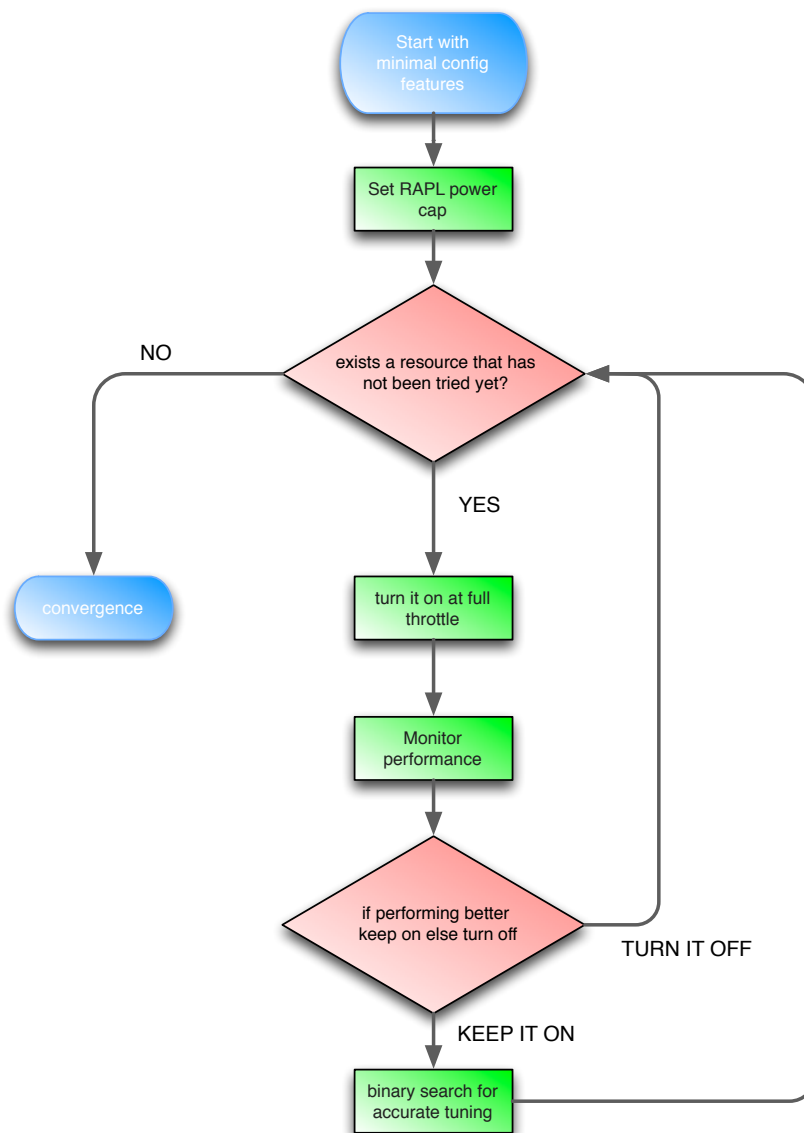 Start with
minimal config
features
Set RAPL power
cap
exists a resource that has
not been tried yet?
NO
YES
convergence
turn it on at full
throttle
Monitor
performance
if performing better
keep on else turn off
TURN IT OFF
KEEP IT ON
binary search for
accurate tuning